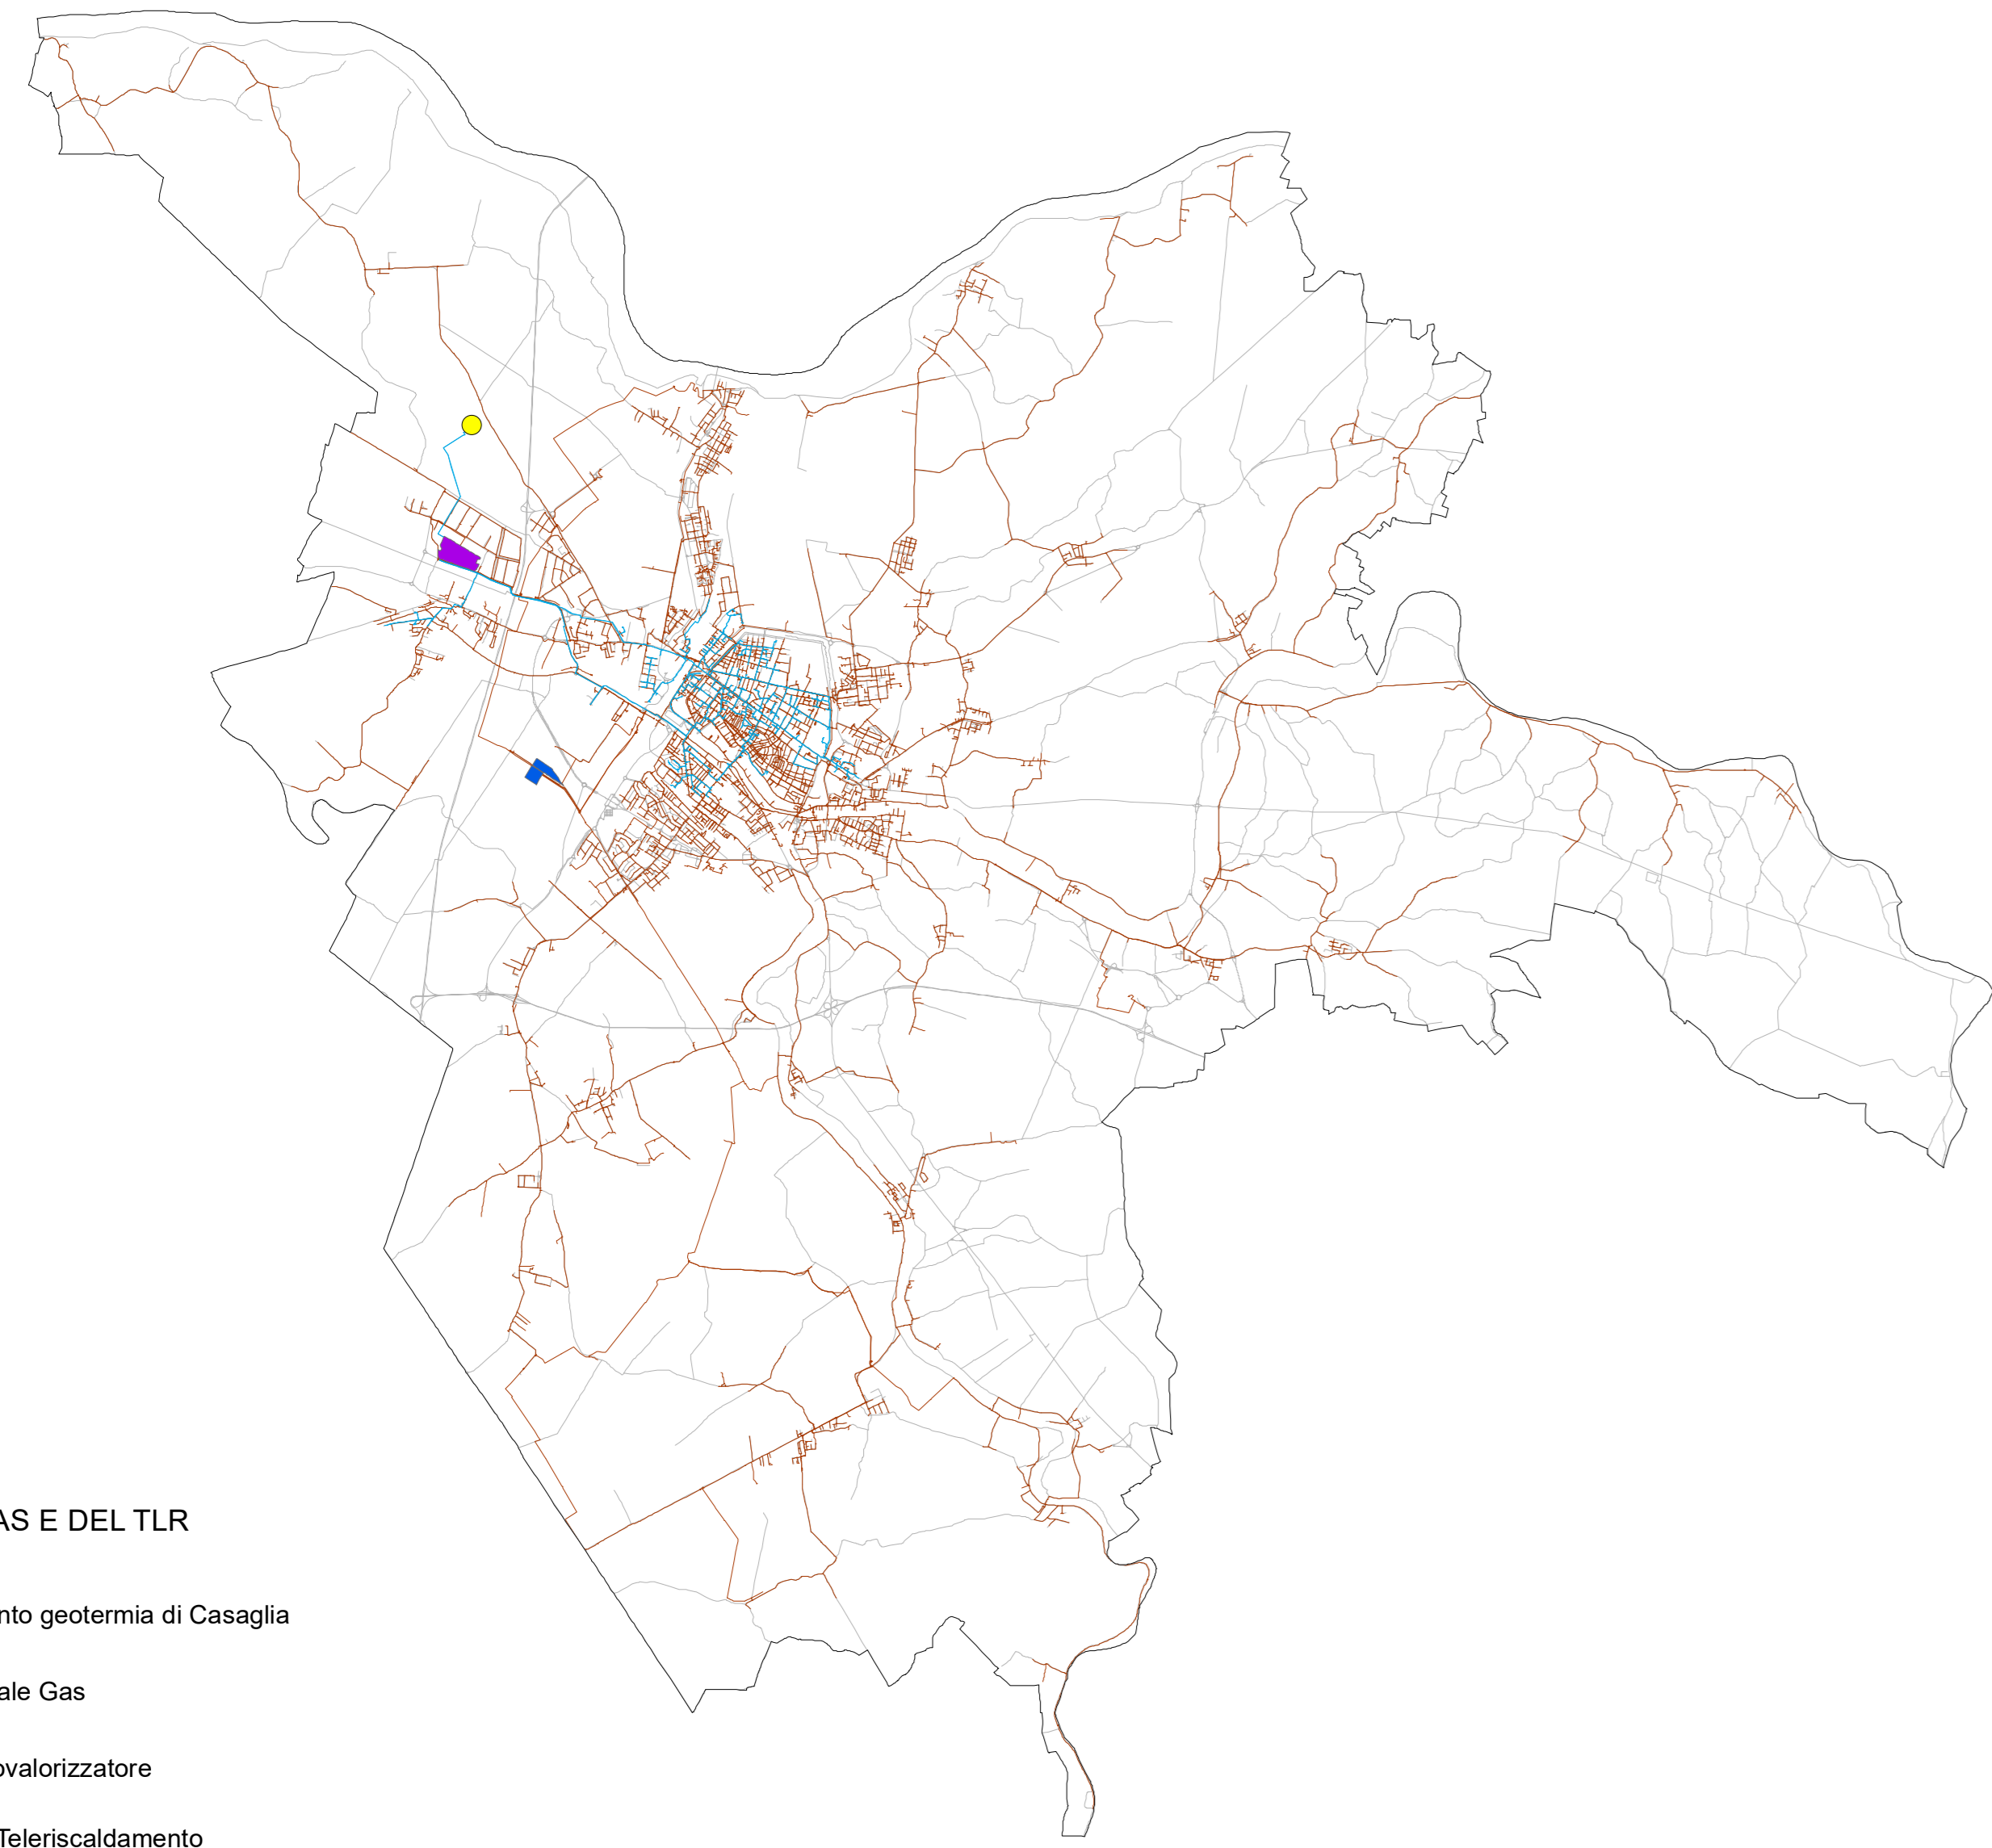 AS E DEL TLR
nto geotermia di Casaglia
ale Gas
ovalorizzatore
Teleriscaldamento